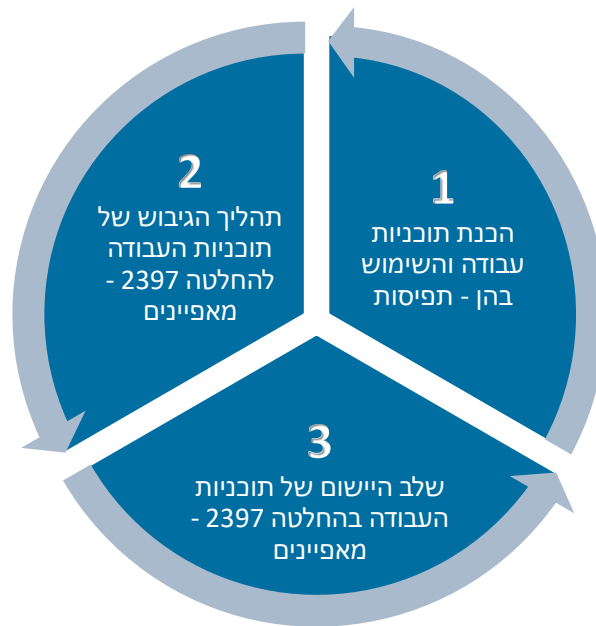 1
הכנת תוכניות
עבודה והשימוש
בהן - תפיסות
2
תהליך הגיבוש של
תוכניות העבודה
להחלטה 2397 -
מאפיינים
3
שלב היישום של תוכניות
העבודה בהחלטה 2397 -
מאפיינים